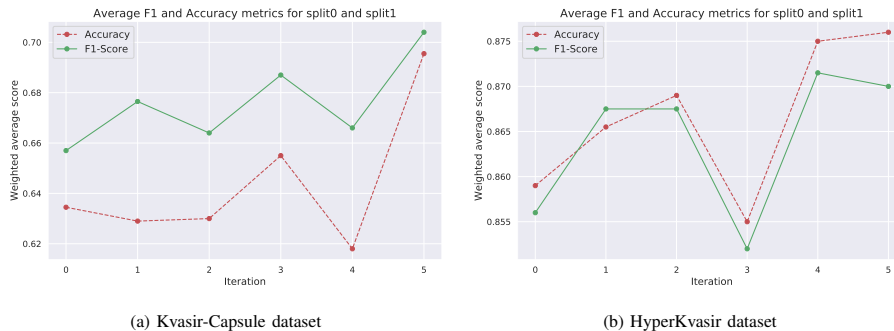 Average F1 and Accuracy metrics for split0 and split1
Accuracy
F1-Score
Weighted average score
0.70
0.68
0.66
0.64
0.62
0 1 2 3 4 5
Iteration
(a) Kvasir-Capsule dataset
Average F1 and Accuracy metrics for split0 and split1
Accuracy
F1-Score
Weighted average score
0.875
0.870
0.865
0.860
0.855
0 1 2 3 4 5
Iteration
(b) HyperKvasir dataset